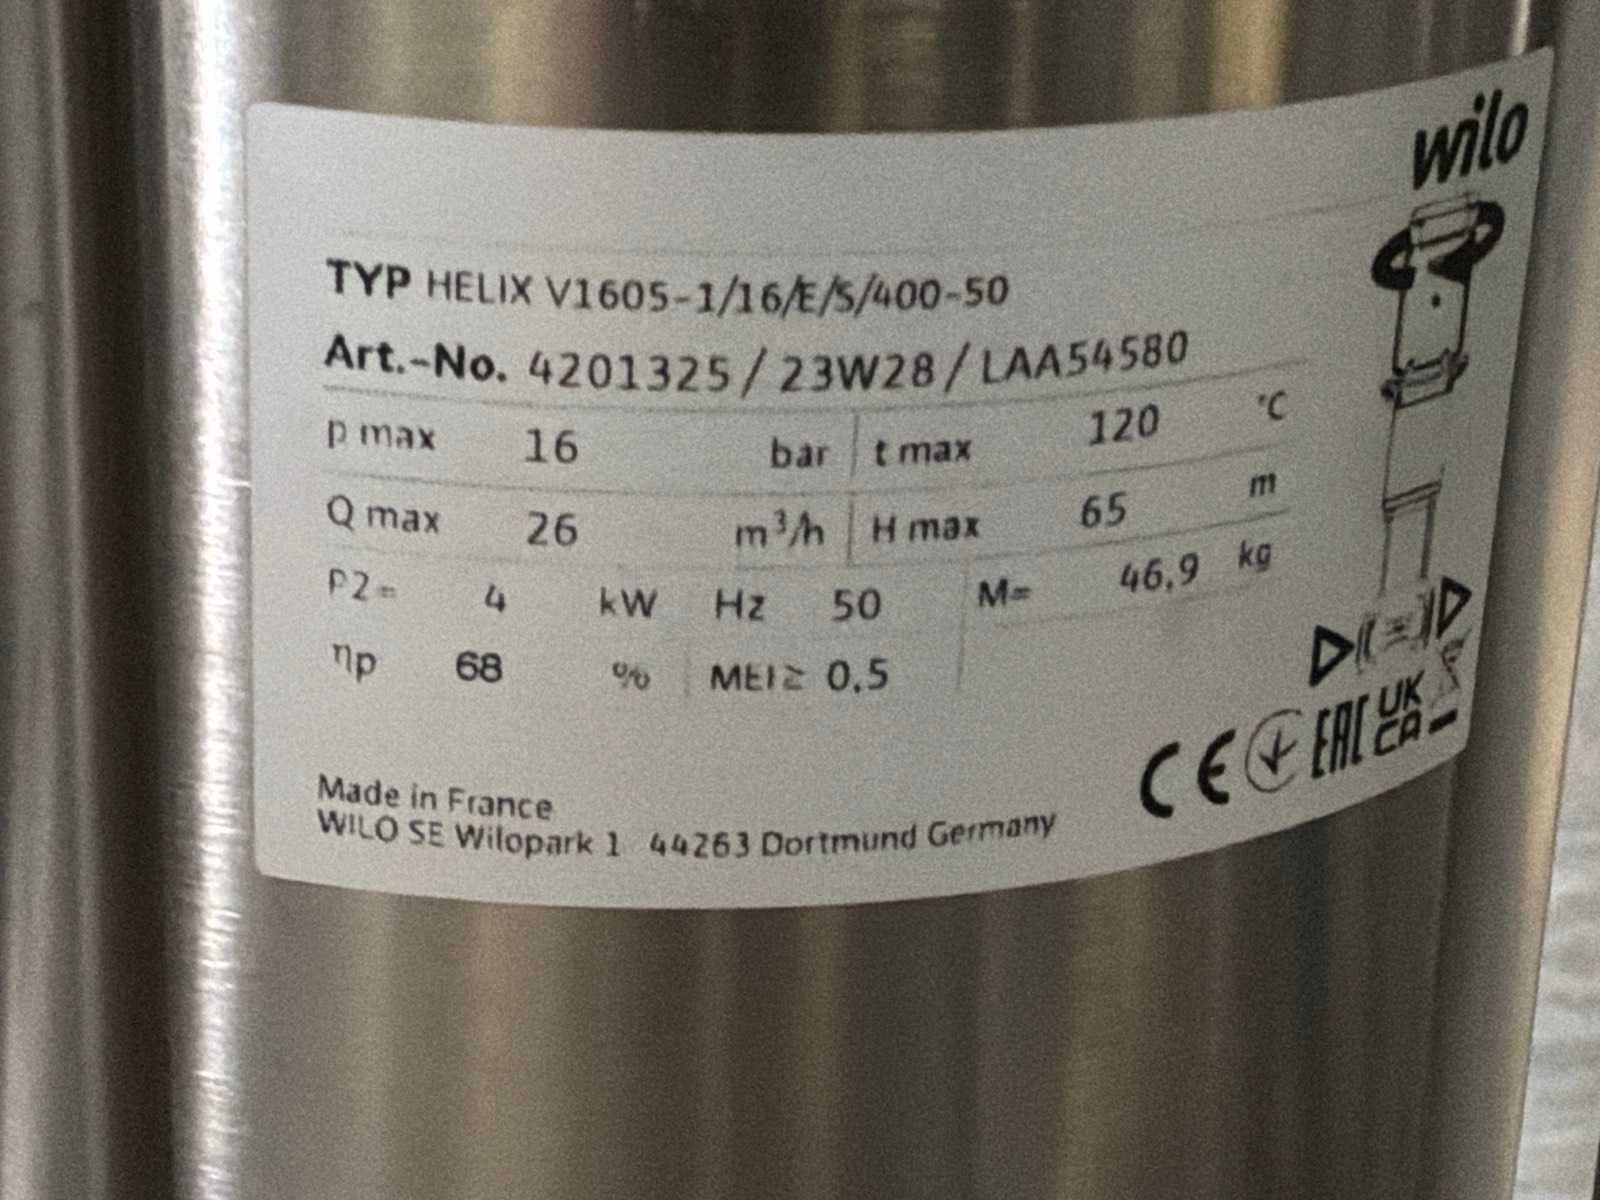 wilo
TYP HELIX V1605-1/16/E/S/400-50
Art.-No. 4201325 / 23W28 / LAA54580
p max 16 bar t max 120 °C
Q max 26 m³/h H max 65 m
P2= 4 kW Hz 50 M= 46,9 kg
ηp 68 % MEI≥ 0,5
CE EAC UK CA
Made in France
WILO SE Wilopark 1 44263 Dortmund Germany